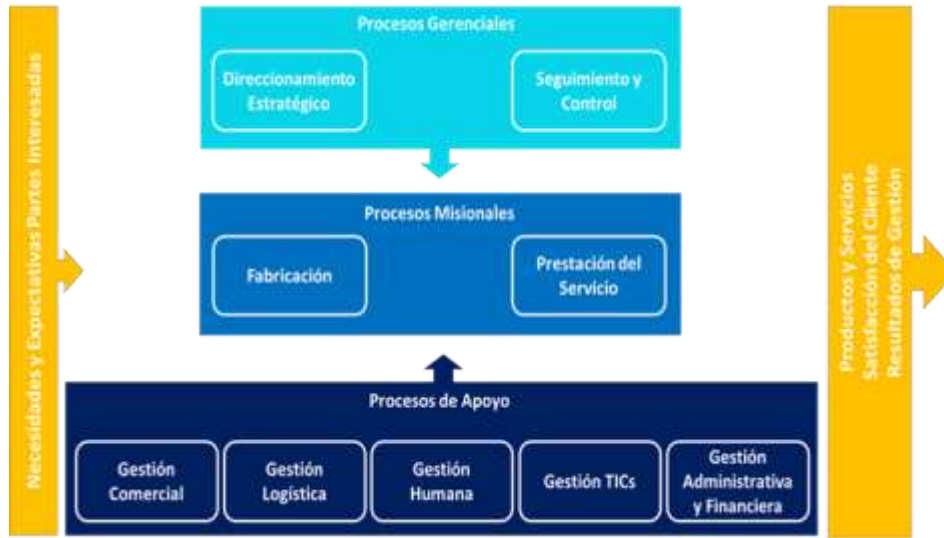 Necesidades y Expectativas Partes Interesadas
Procesos Gerenciales
Direccionamiento
Estratégico
Seguimiento y
Control
Procesos Misionales
Fabricación
Prestación del
Servicio
Procesos de Apoyo
Gestión
Comercial
Gestión
Logística
Gestión
Humana
Gestión TICs
Gestión
Administrativa
y Financiera
Productos y Servicios
Satisfacción del Cliente
Resultados de Gestión